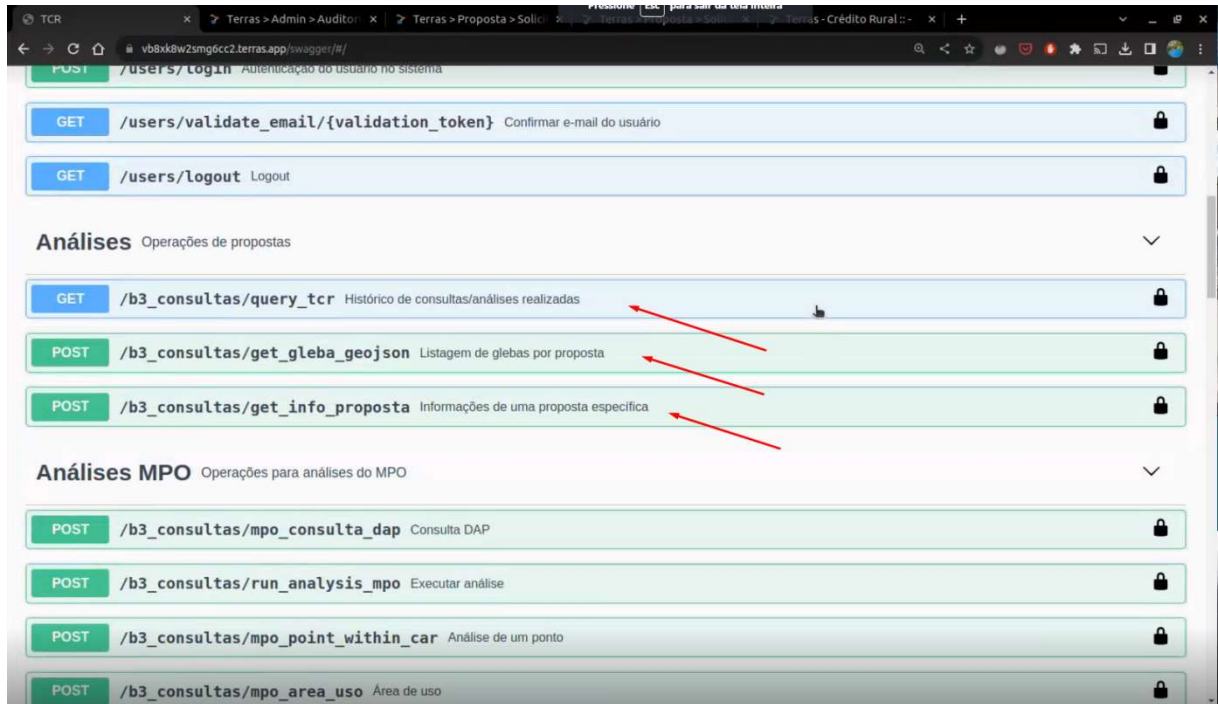 Pressione Esc para sair da tela inteira
TCR
Terras > Admin > Auditori
Terras > Proposta > Solici
Terras > Proposta > Solici
Terras - Crédito Rural :: -
vb8xk8w2smg6cc2.terras.app/swagger/#/
POST /users/login Autenticação do usuário no sistema
GET /users/validate_email/{validation_token} Confirmar e-mail do usuário
GET /users/logout Logout
Análises Operações de propostas
GET /b3_consultas/query_tcr Histórico de consultas/análises realizadas
POST /b3_consultas/get_gleba_geojson Listagem de glebas por proposta
POST /b3_consultas/get_info_proposta Informações de uma proposta específica
Análises MPO Operações para análises do MPO
POST /b3_consultas/mpo_consulta_dap Consulta DAP
POST /b3_consultas/run_analysis_mpo Executar análise
POST /b3_consultas/mpo_point_within_car Análise de um ponto
POST /b3_consultas/mpo_area_uso Área de uso